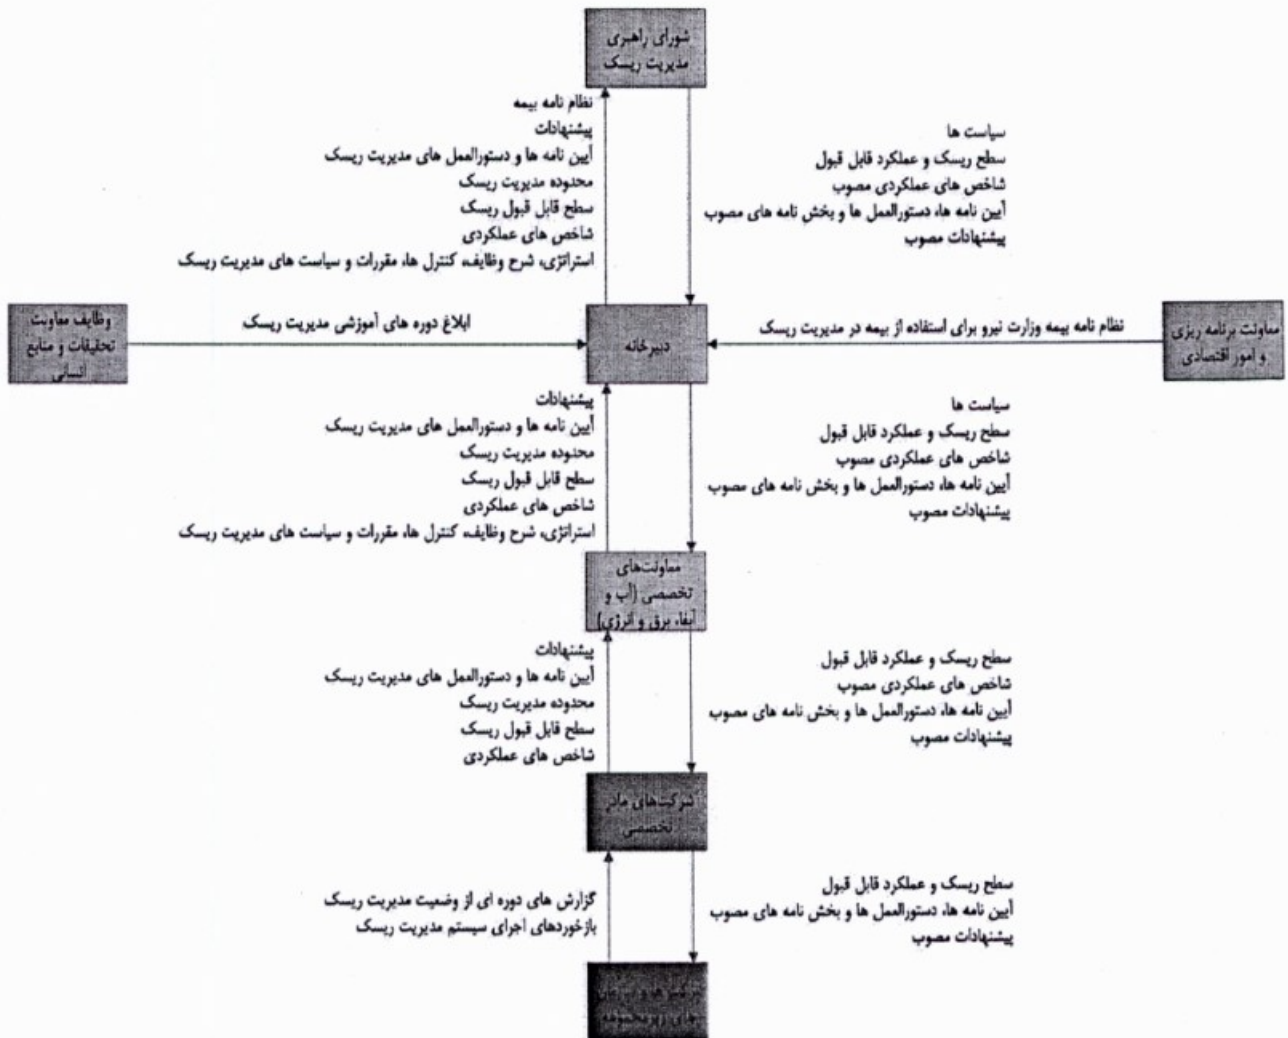 شورای راهبری
مدیریت ریسک
نظام نامه بیمه
پیشنهادات
آیین نامه ها و دستورالعمل های مدیریت ریسک
محدوده مدیریت ریسک
سطح قابل قبول ریسک
شاخص های عملکردی
استراتژی، شرح وظایف، کنترل ها، مقررات و سیاست های مدیریت ریسک
سیاست ها
سطح ریسک و عملکرد قابل قبول
شاخص های عملکردی مصوب
آیین نامه ها، دستورالعمل ها و بخش نامه های مصوب
پیشنهادات مصوب
معاونت برنامه ریزی
و امور اقتصادی
نظام نامه بیمه وزارت نیرو برای استفاده از بیمه در مدیریت ریسک
دبیرخانه
ابلاغ دوره های آموزشی مدیریت ریسک
وظایف معاونت
تحقیقات و منابع
انسانی
سیاست ها
سطح ریسک و عملکرد قابل قبول
شاخص های عملکردی مصوب
آیین نامه ها، دستورالعمل ها و بخش نامه های مصوب
پیشنهادات مصوب
پیشنهادات
آیین نامه ها و دستورالعمل های مدیریت ریسک
محدوده مدیریت ریسک
سطح قابل قبول ریسک
شاخص های عملکردی
استراتژی، شرح وظایف، کنترل ها، مقررات و سیاست های مدیریت ریسک
معاونت‌های
تخصصی (آب و
آبفا، برق و انرژی)
سطح ریسک و عملکرد قابل قبول
شاخص های عملکردی مصوب
آیین نامه ها، دستورالعمل ها و بخش نامه های مصوب
پیشنهادات مصوب
پیشنهادات
آیین نامه ها و دستورالعمل های مدیریت ریسک
محدوده مدیریت ریسک
سطح قابل قبول ریسک
شاخص های عملکردی
شرکت‌های مادر
تخصصی
سطح ریسک و عملکرد قابل قبول
آیین نامه ها، دستورالعمل ها و بخش نامه های مصوب
پیشنهادات مصوب
گزارش های دوره ای از وضعیت مدیریت ریسک
بازخوردهای اجرای سیستم مدیریت ریسک
های زیرمجموعه